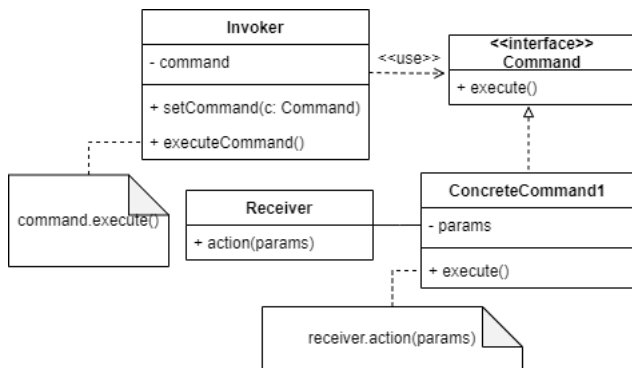 Invoker
- command
+ setCommand(c: Command)
+ executeCommand()
<<use>>
<<interface>>
Command
+ execute()
command.execute()
Receiver
+ action(params)
ConcreteCommand1
- params
+ execute()
receiver.action(params)